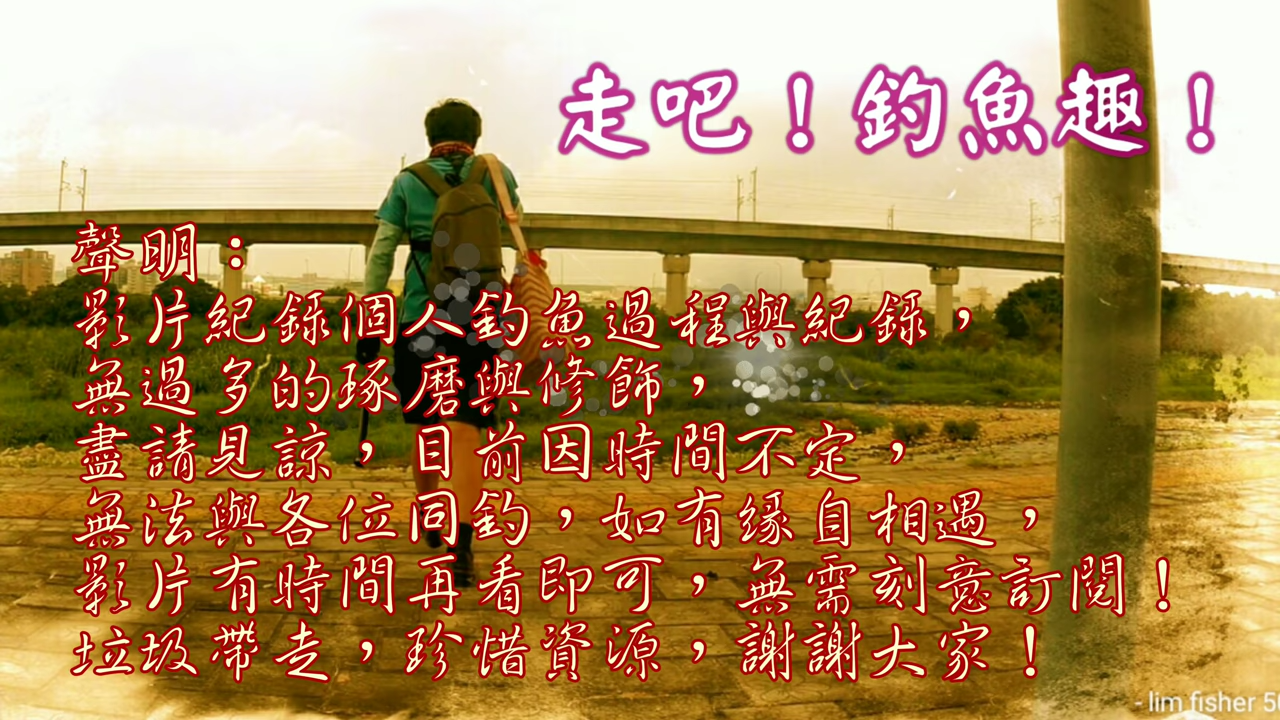 走吧！釣魚趣！
聲明：
影片紀錄個人釣魚過程與紀錄，
無過多的琢磨與修飾，
盡請見諒，目前因時間不定，
無法與各位同釣，如有緣自相遇，
影片有時間再看即可，無需刻意訂閱！
垃圾帶走，珍惜資源，謝謝大家！
- lim fisher